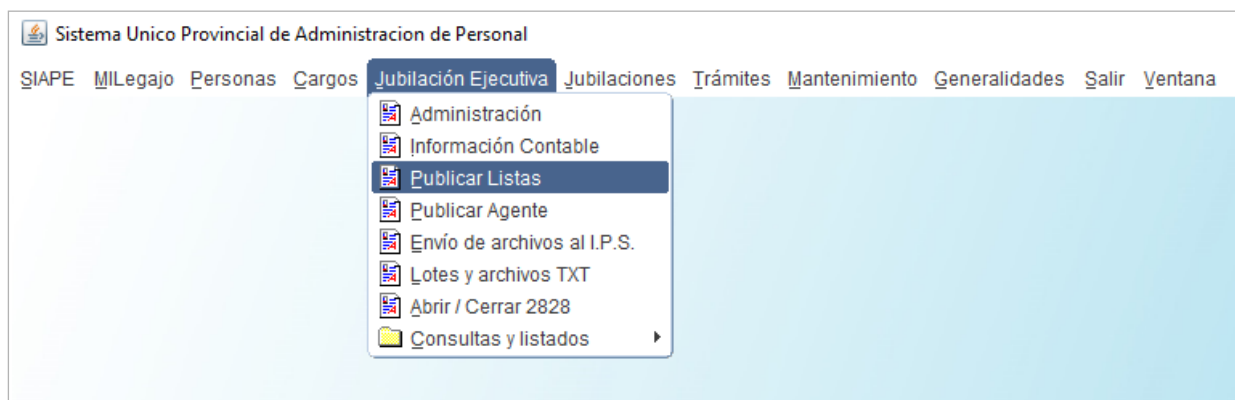 Sistema Unico Provincial de Administracion de Personal
SIAPE MILegajo Personas Cargos Jubilación Ejecutiva Jubilaciones Trámites Mantenimiento Generalidades Salir Ventana
Administración
Información Contable
Publicar Listas
Publicar Agente
Envío de archivos al I.P.S.
Lotes y archivos TXT
Abrir / Cerrar 2828
Consultas y listados